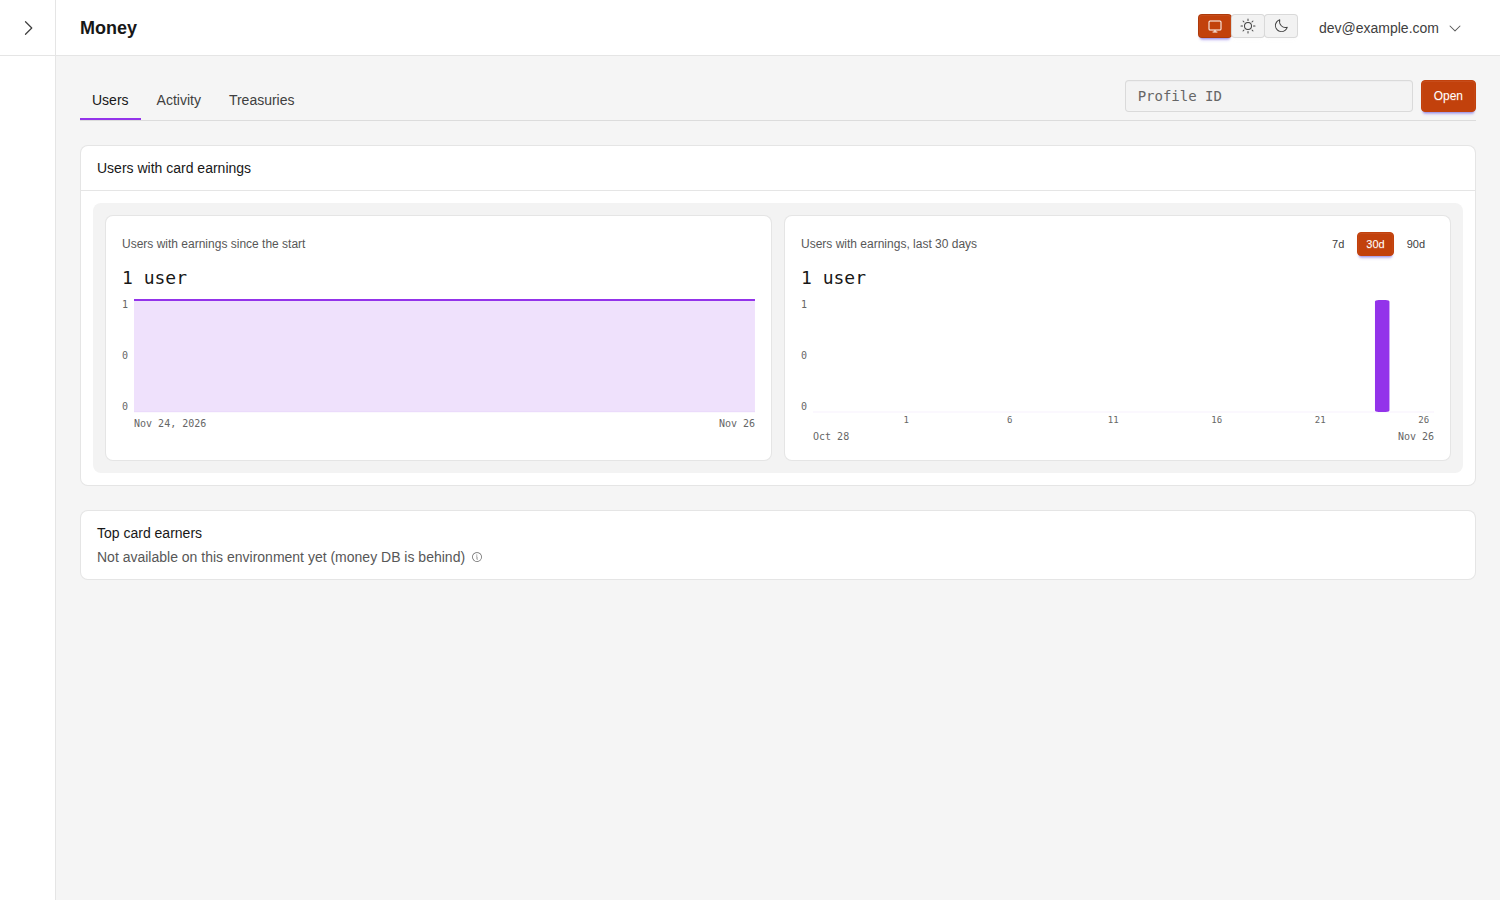 Money
dev@example.com
Users Activity Treasuries
Profile ID
Open
Users with card earnings
Users with earnings since the start
1 user
1
0
0
Nov 24, 2026 Nov 26
Users with earnings, last 30 days
7d 30d 90d
1 user
1
0
0
1 6 11 16 21 26
Oct 28 Nov 26
Top card earners
Not available on this environment yet (money DB is behind)